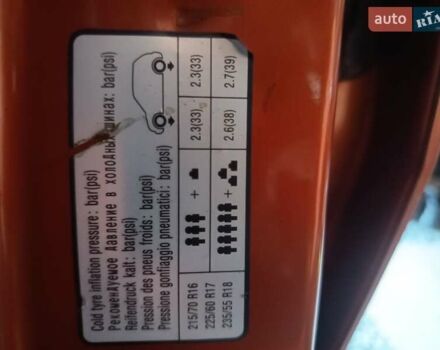 auto RIA
Cold tyre inflation pressure: bar(psi)
Рекомендуемое Давление в холодных шинах: bar(psi)
Reifendruck kalt: bar(psi)
Pression des pneus froids: bar(psi)
Pressione gonfiaggio pneumatici: bar(psi)
215/70 R16
225/60 R17
235/55 R18
+
2.3(33)
2.3(33)
+
2.6(38)
2.7(39)